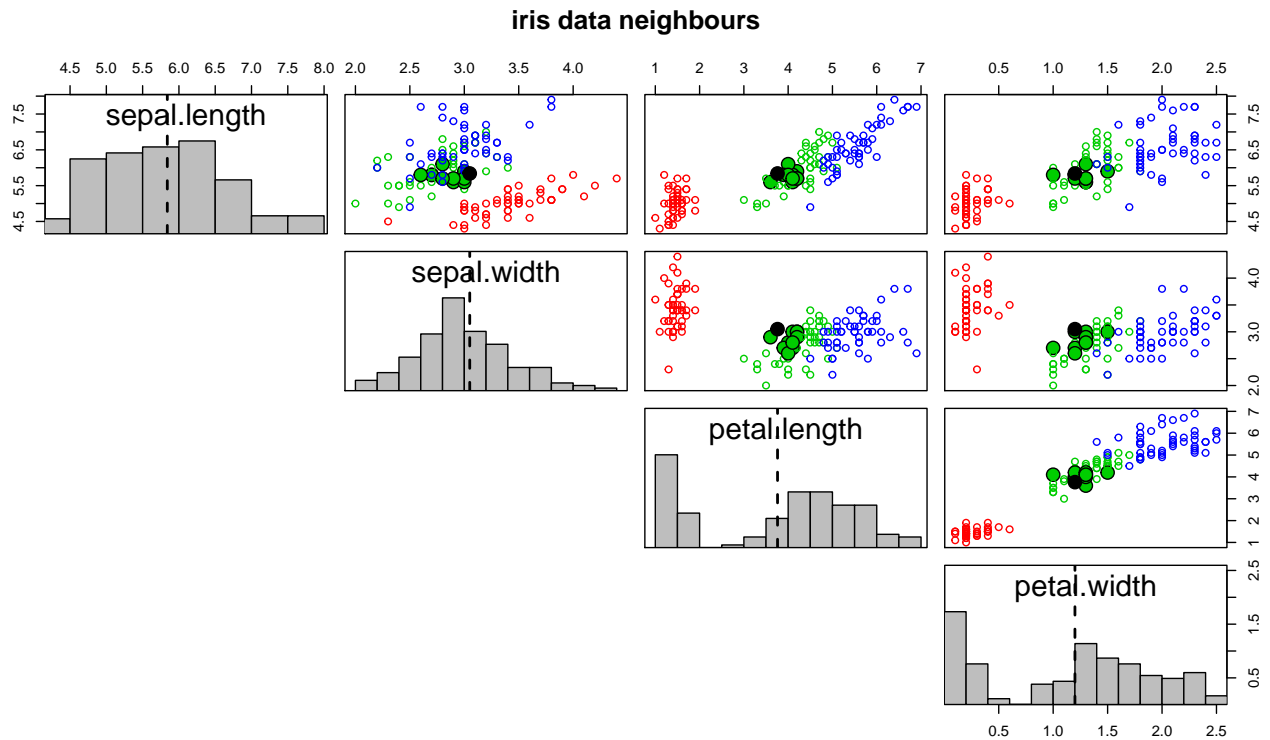 iris data neighbours
4.5 5.0 5.5 6.0 6.5 7.0 7.5 8.0 2.0 2.5 3.0 3.5 4.0 1 2 3 4 5 6 7 0.5 1.0 1.5 2.0 2.5
sepal.length
4.5 5.5 6.5 7.5
4.5 5.5 6.5 7.5
sepal.width
2.0 3.0 4.0
petal.length
1 2 3 4 5 6 7
petal.width
0.5 1.5 2.5
0.5 1.0 1.5 2.0 2.5